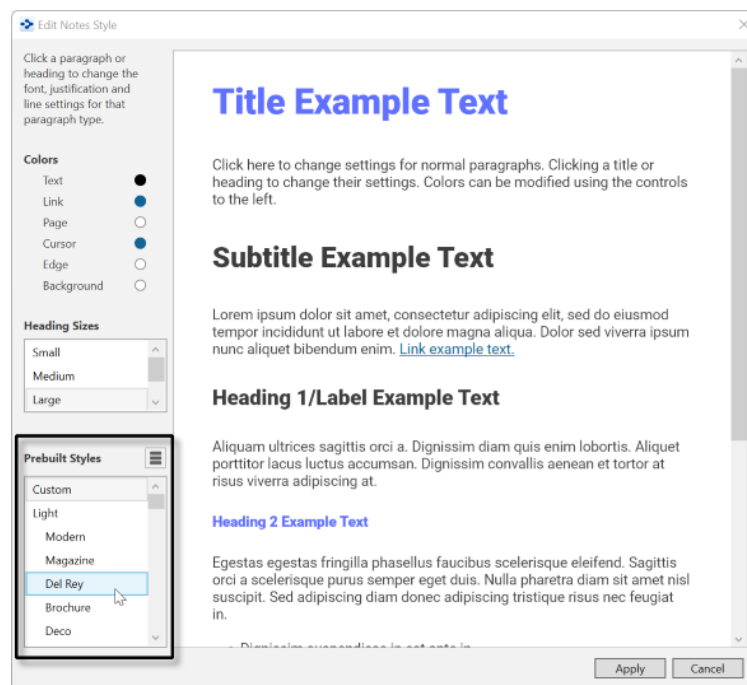 Edit Notes Style
Click a paragraph or
heading to change the
font, justification and
line settings for that
paragraph type.
Colors
Text
Link
Page
Cursor
Edge
Background
Heading Sizes
Small
Medium
Large
Prebuilt Styles
Custom
Light
Modern
Magazine
Del Rey
Brochure
Deco
Title Example Text
Click here to change settings for normal paragraphs. Clicking a title or
heading to change their settings. Colors can be modified using the controls
to the left.
Subtitle Example Text
Lorem ipsum dolor sit amet, consectetur adipiscing elit, sed do eiusmod
tempor incididunt ut labore et dolore magna aliqua. Dolor sed viverra ipsum
nunc aliquet bibendum enim. Link example text.
Heading 1/Label Example Text
Aliquam ultrices sagittis orci a. Dignissim diam quis enim lobortis. Aliquet
porttitor lacus luctus accumsan. Dignissim convallis aenean et tortor at
risus viverra adipiscing at.
Heading 2 Example Text
Egestas egestas fringilla phasellus faucibus scelerisque eleifend. Sagittis
orci a scelerisque purus semper eget duis. Nulla pharetra diam sit amet nisl
suscipit. Sed adipiscing diam donec adipiscing tristique risus nec feugiat
in.
Apply
Cancel